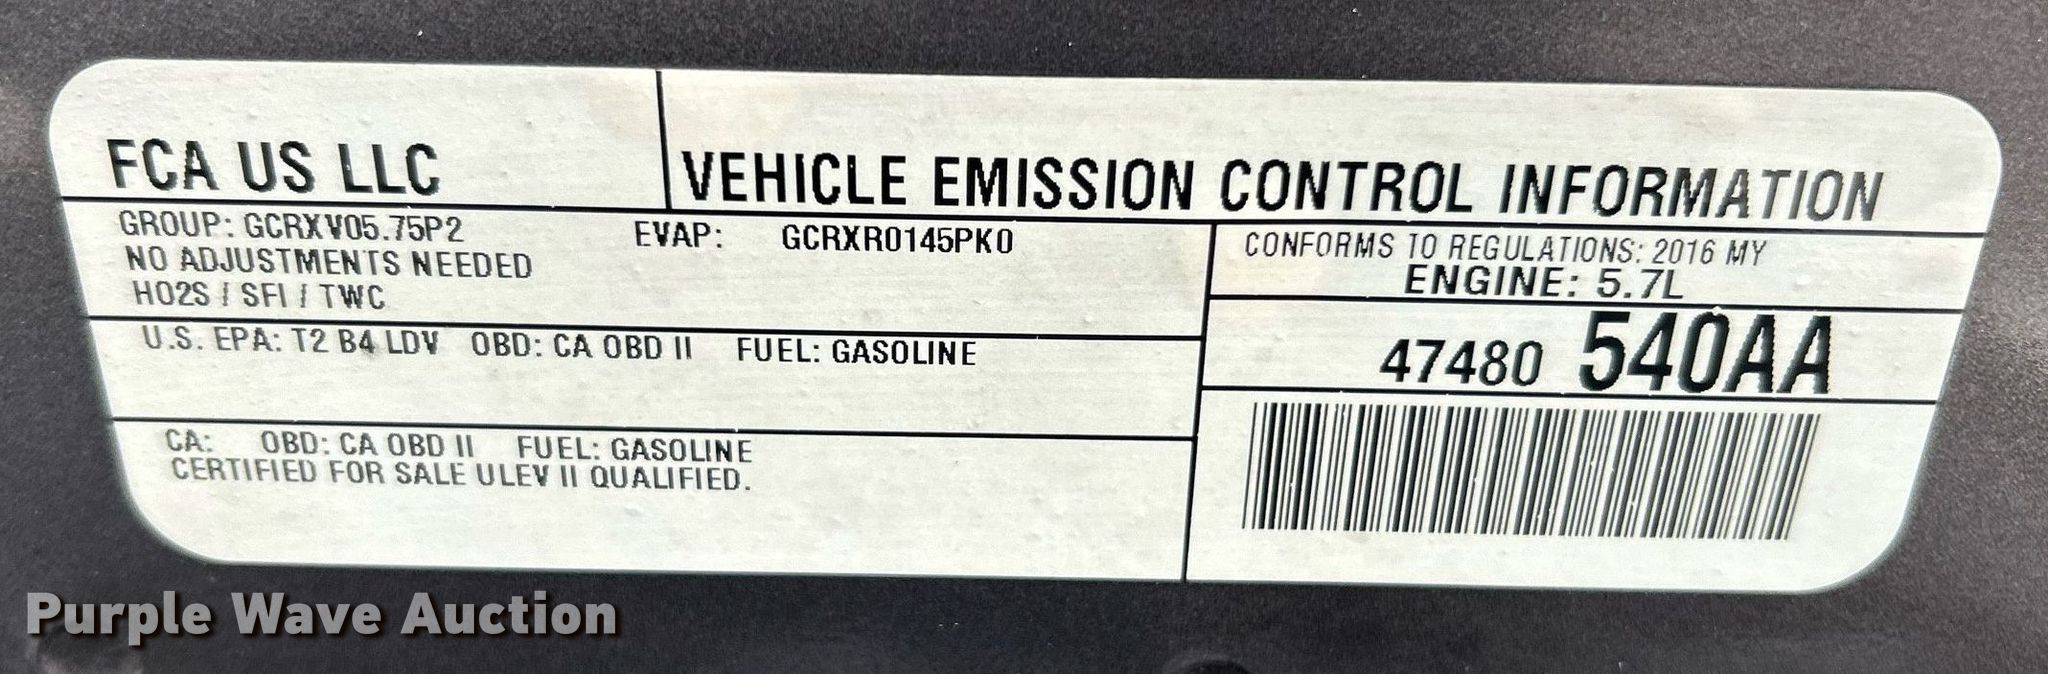 FCA US LLC
VEHICLE EMISSION CONTROL INFORMATION
GROUP: GCRXV05.75P2 EVAP: GCRXR0145PK0
NO ADJUSTMENTS NEEDED
HO2S / SFI / TWC
CONFORMS TO REGULATIONS: 2016 MY
ENGINE: 5.7L
U.S. EPA: T2 B4 LDV OBD: CA OBD II FUEL: GASOLINE
47480 540AA
CA: OBD: CA OBD II FUEL: GASOLINE
CERTIFIED FOR SALE ULEV II QUALIFIED.
Purple Wave Auction